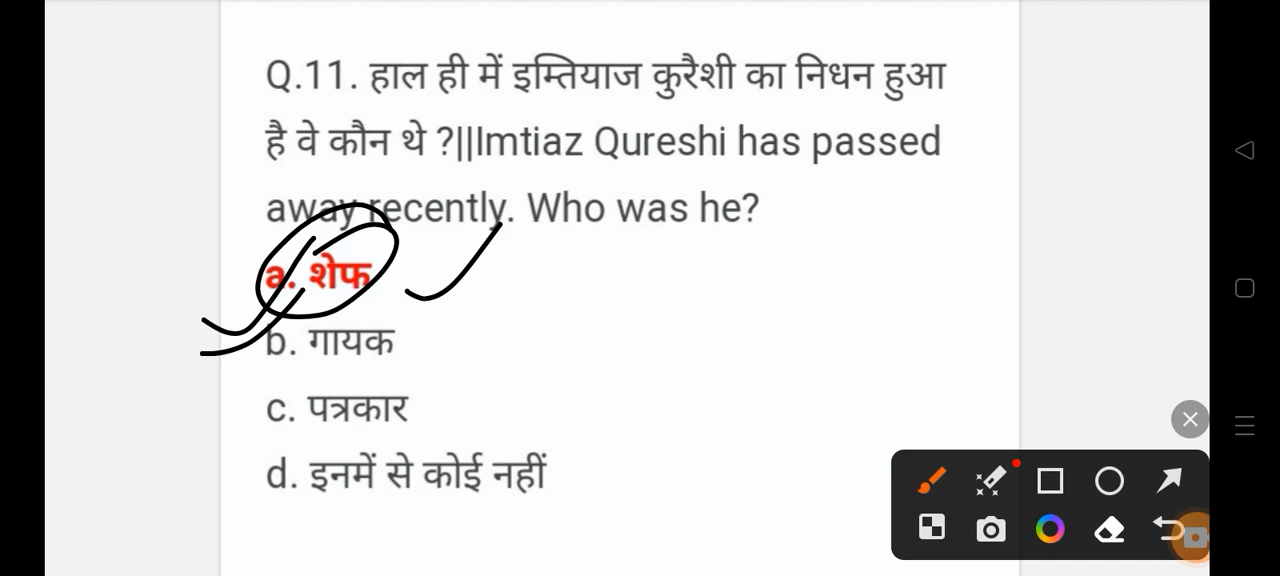 Q.11. हाल ही में इम्तियाज कुरैशी का निधन हुआ
है वे कौन थे ?||Imtiaz Qureshi has passed
away recently. Who was he?
a. शेफ
b. गायक
c. पत्रकार
d. इनमें से कोई नहीं